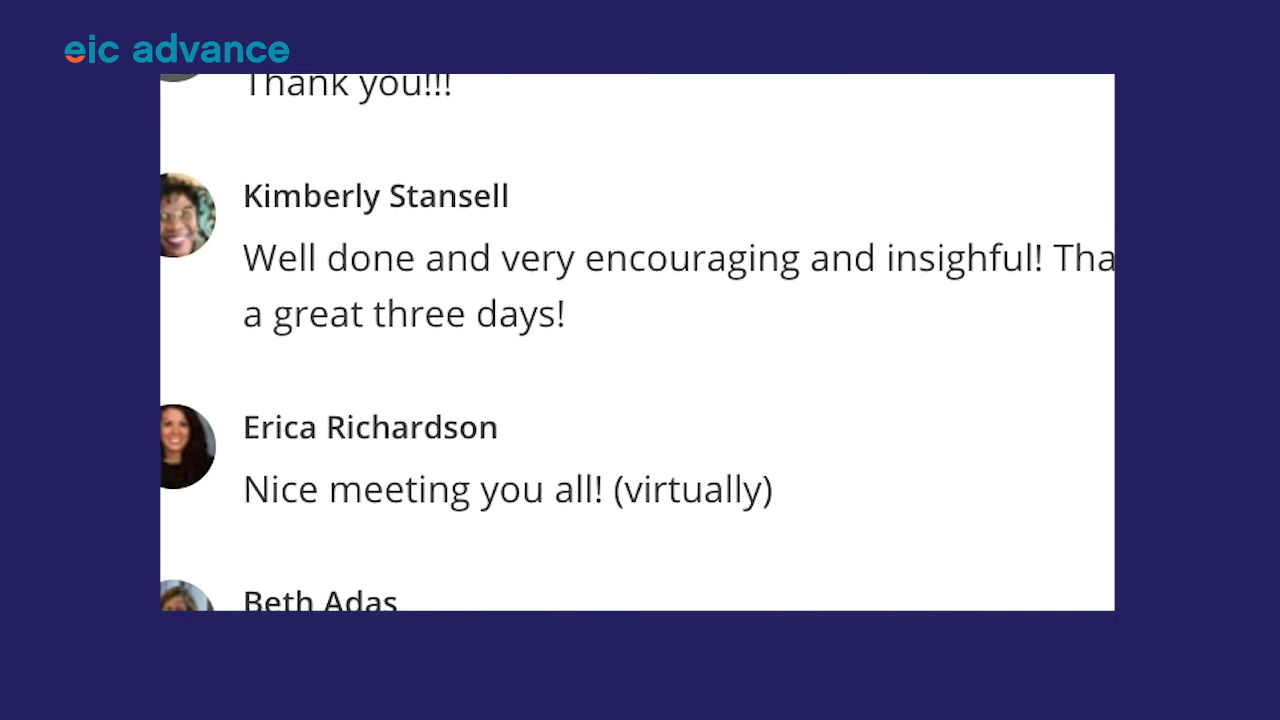 eic advance
Thank you!!!
Kimberly Stansell
Well done and very encouraging and insighful! Tha
a great three days!
Erica Richardson
Nice meeting you all! (virtually)
Beth Adas